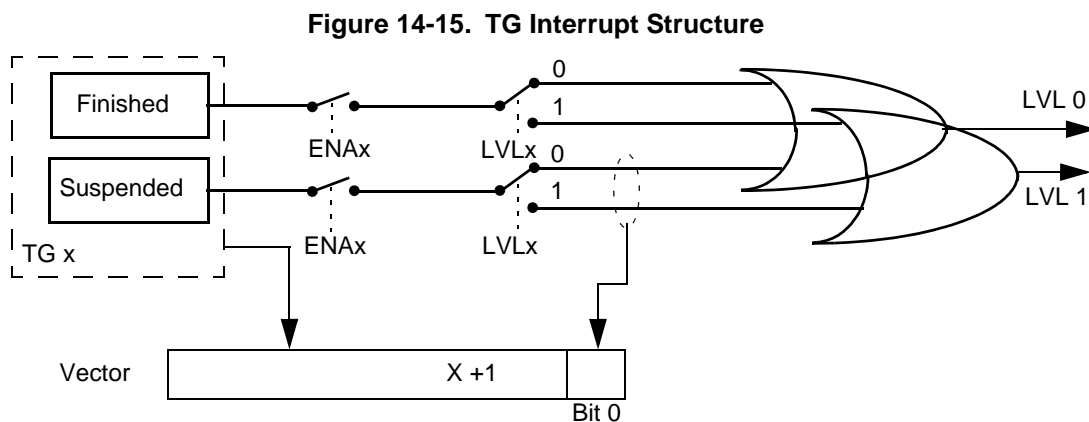 Figure 14-15. TG Interrupt Structure
Finished
ENAx
0
1
LVLx
LVL 0
Suspended
ENAx
0
1
LVLx
LVL 1
TG x
Vector
X +1
Bit 0